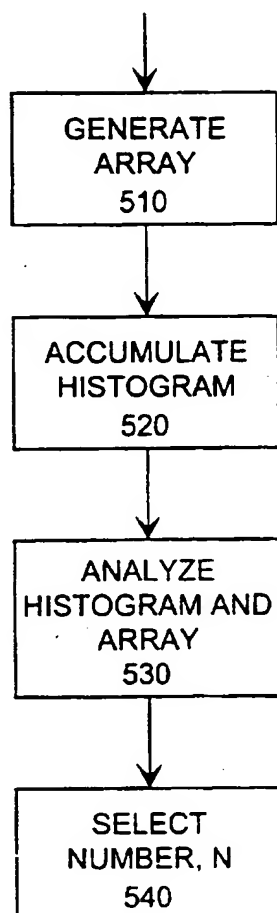 GENERATE
ARRAY
510
ACCUMULATE
HISTOGRAM
520
ANALYZE
HISTOGRAM AND
ARRAY
530
SELECT
NUMBER, N
540